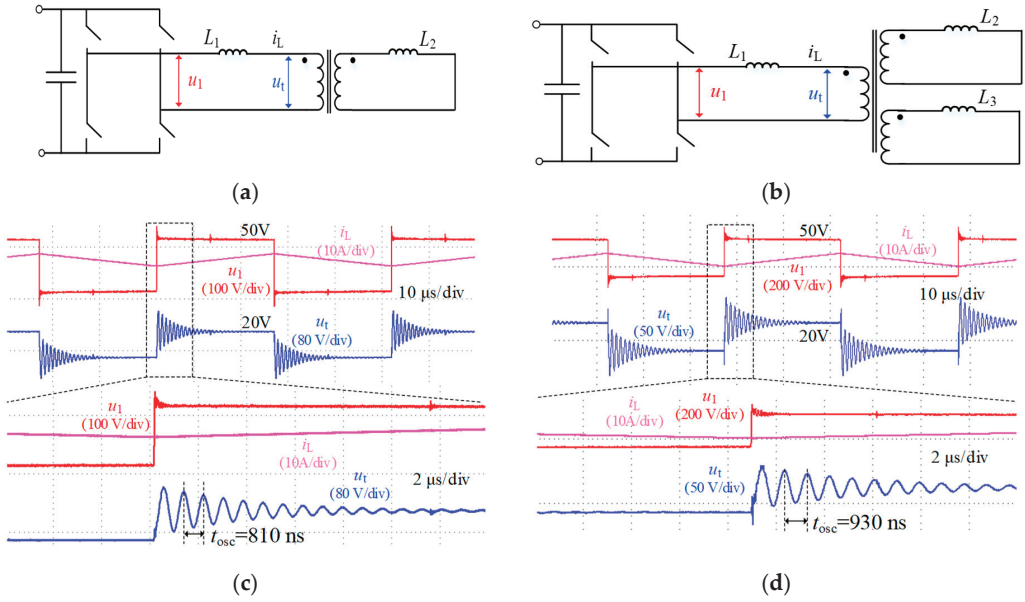 L1 iL L2
u1 ut
(a)
L1 iL L2
u1 ut
L3
(b)
50V iL
(10A/div)
u1
(100 V/div) 10 μs/div
20V ut
(80 V/div)
u1
(100 V/div)
iL
(10A/div)
ut 2 μs/div
(80 V/div)
tosc=810 ns
(c)
50V iL
(10A/div)
u1
(200 V/div) 10 μs/div
ut
(50 V/div) 20V
iL u1
(10A/div) (200 V/div)
2 μs/div
ut
(50 V/div)
tosc=930 ns
(d)